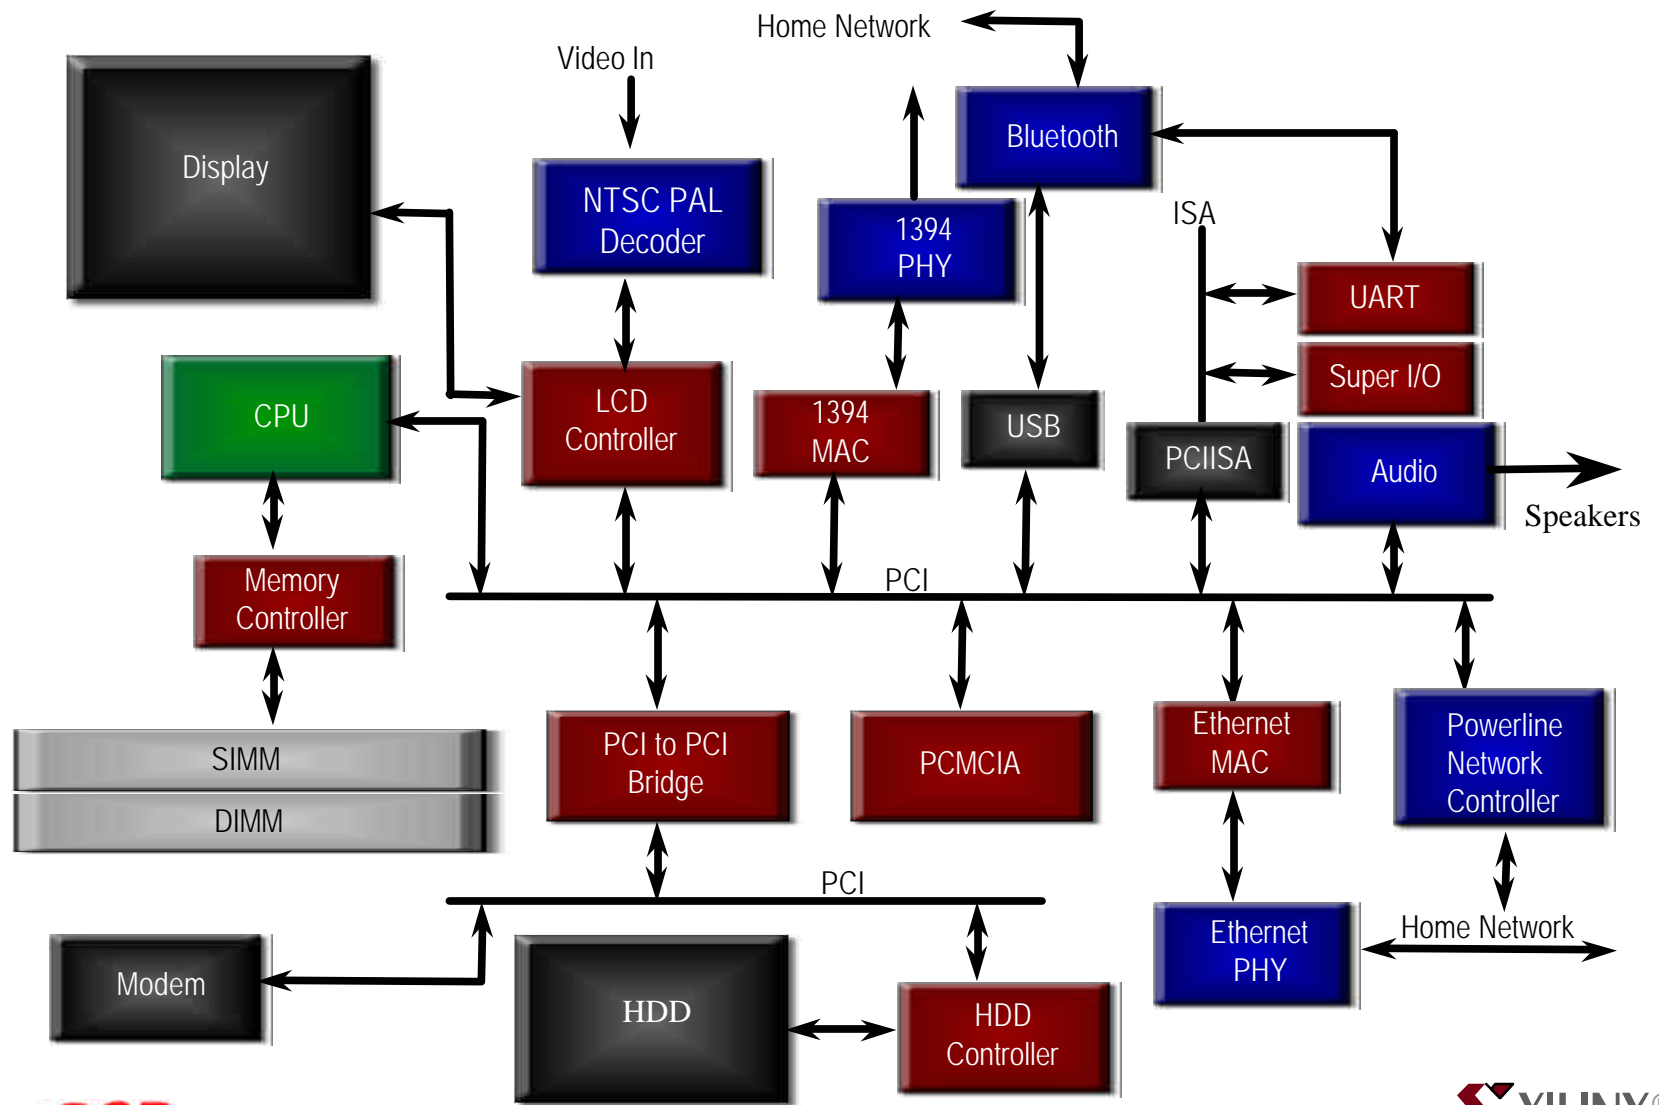 Home Network
Video In
Display
NTSC PAL
Decoder
Bluetooth
1394
PHY
ISA
UART
Super I/O
CPU
LCD
Controller
1394
MAC
USB
PCIISA
Audio
Speakers
Memory
Controller
PCI
SIMM
DIMM
PCI to PCI
Bridge
PCMCIA
Ethernet
MAC
Powerline
Network
Controller
PCI
Modem
HDD
HDD
Controller
Ethernet
PHY
Home Network